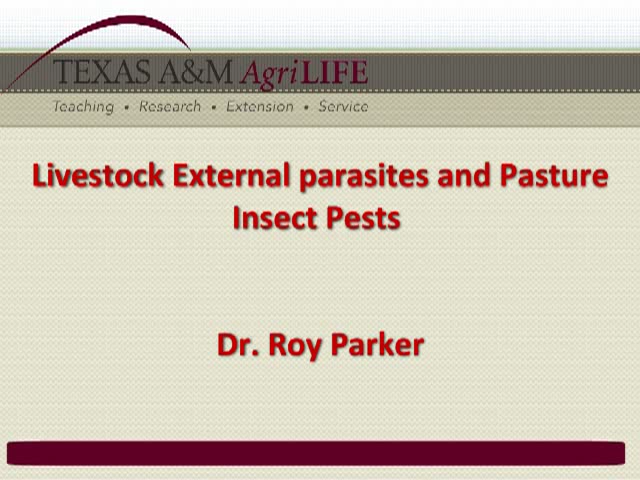 TEXAS A&M AgriLIFE
Teaching • Research • Extension • Service
Livestock External parasites and Pasture
Insect Pests
Dr. Roy Parker